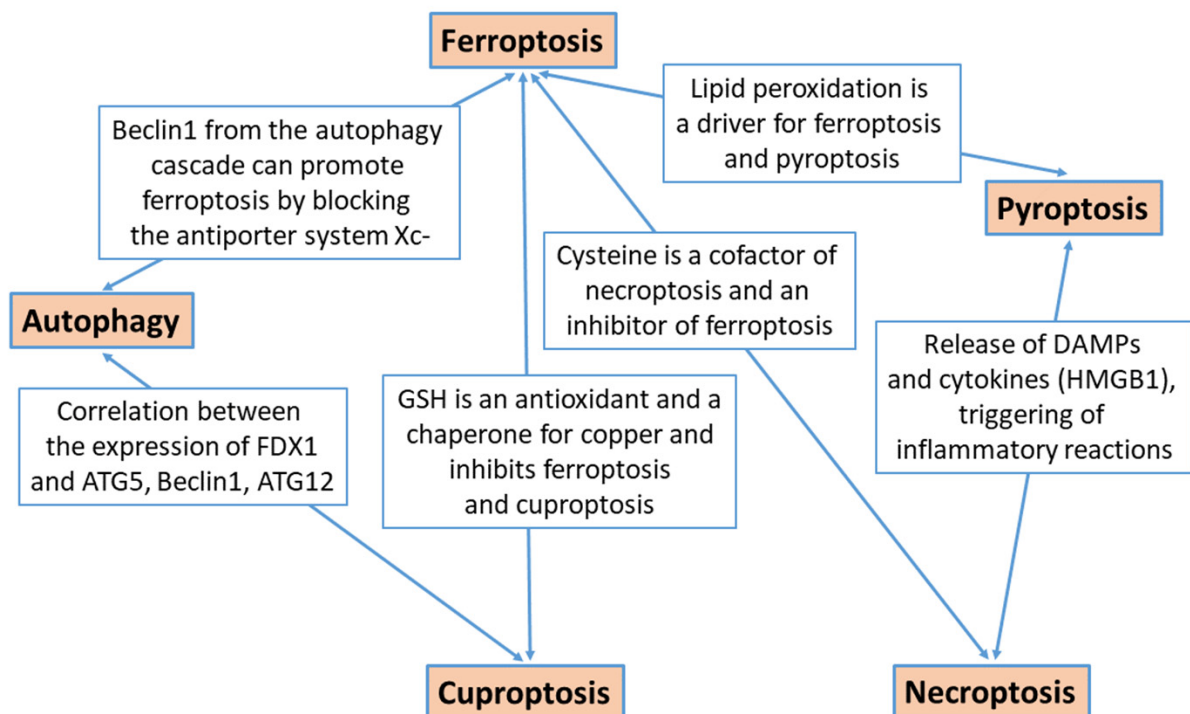 Ferroptosis
Beclin1 from the autophagy
cascade can promote
ferroptosis by blocking
the antiporter system Xc-
Lipid peroxidation is
a driver for ferroptosis
and pyroptosis
Pyroptosis
Cysteine is a cofactor of
necroptosis and an
inhibitor of ferroptosis
Autophagy
Release of DAMPs
and cytokines (HMGB1),
triggering of
inflammatory reactions
Correlation between
the expression of FDX1
and ATG5, Beclin1, ATG12
GSH is an antioxidant and a
chaperone for copper and
inhibits ferroptosis
and cuproptosis
Cuproptosis
Necroptosis